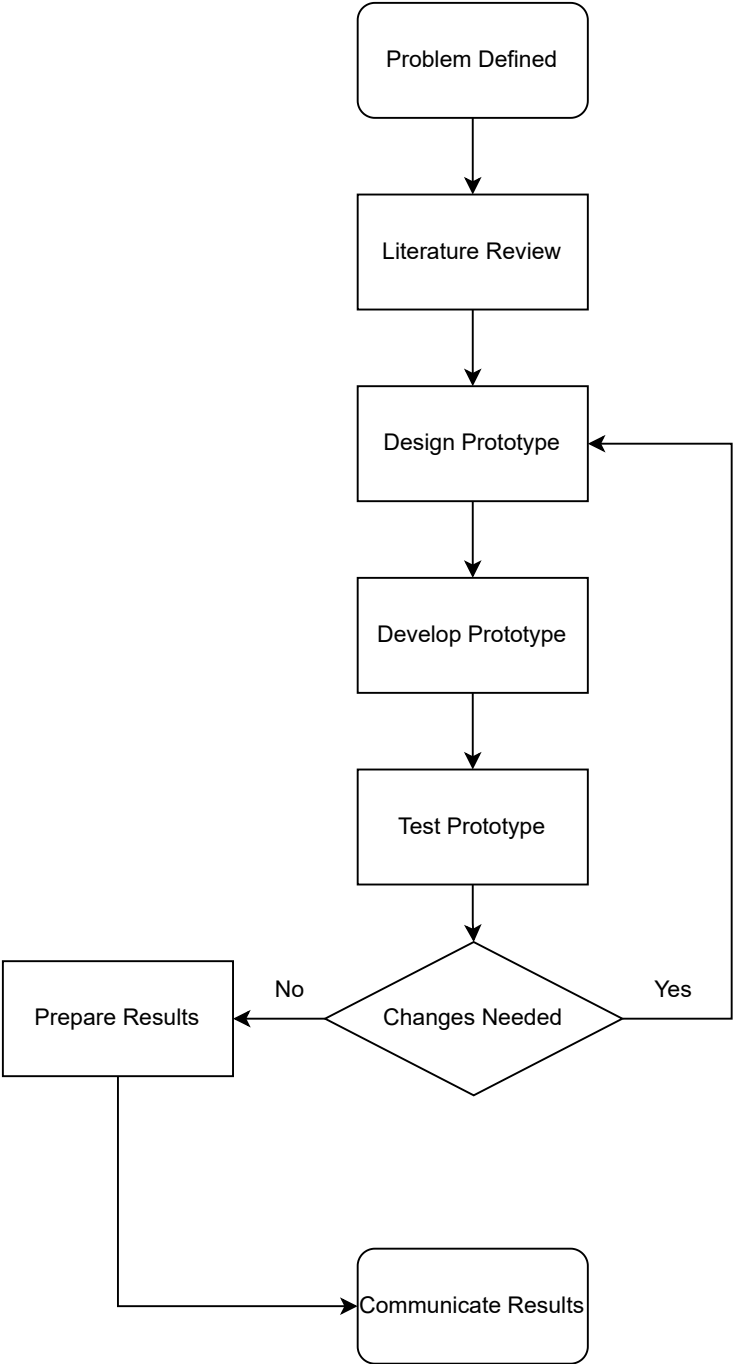 Problem Defined
Literature Review
Design Prototype
Develop Prototype
Test Prototype
No
Yes
Prepare Results
Changes Needed
Communicate Results